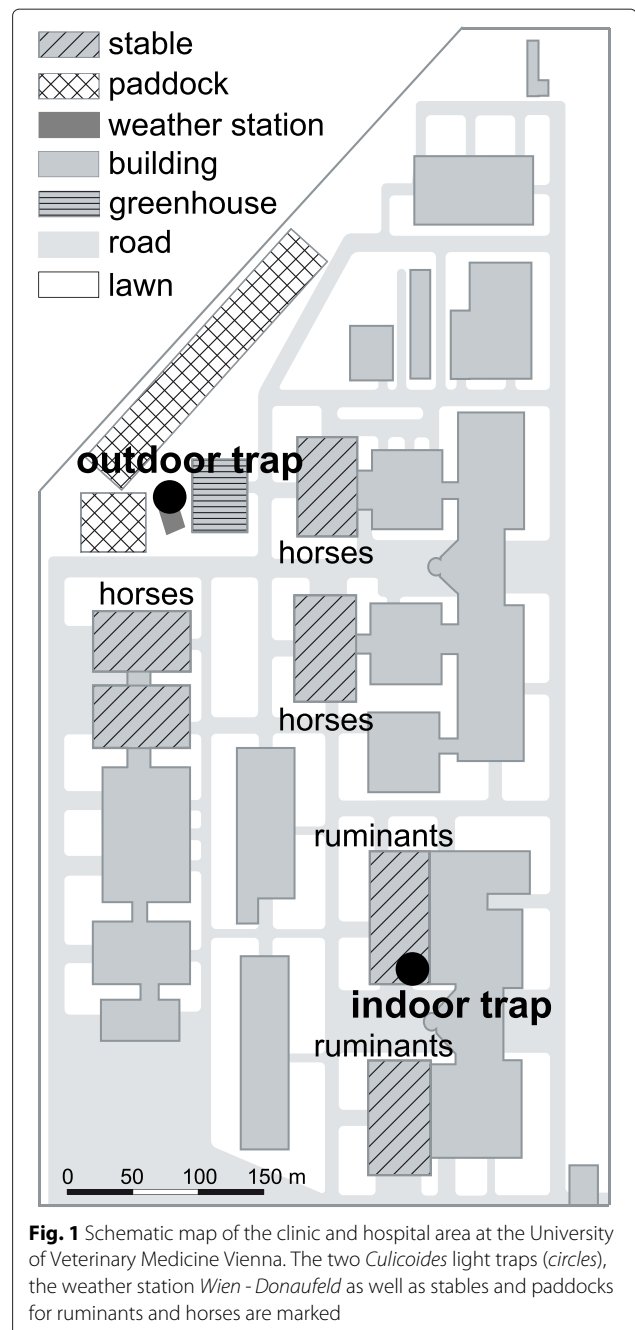 stable
paddock
weather station
building
greenhouse
road
lawn
outdoor trap
horses
horses
horses
ruminants
indoor trap
ruminants
0 50 100 150 m
Fig. 1 Schematic map of the clinic and hospital area at the University
of Veterinary Medicine Vienna. The two Culicoides light traps (circles),
the weather station Wien - Donaufeld as well as stables and paddocks
for ruminants and horses are marked